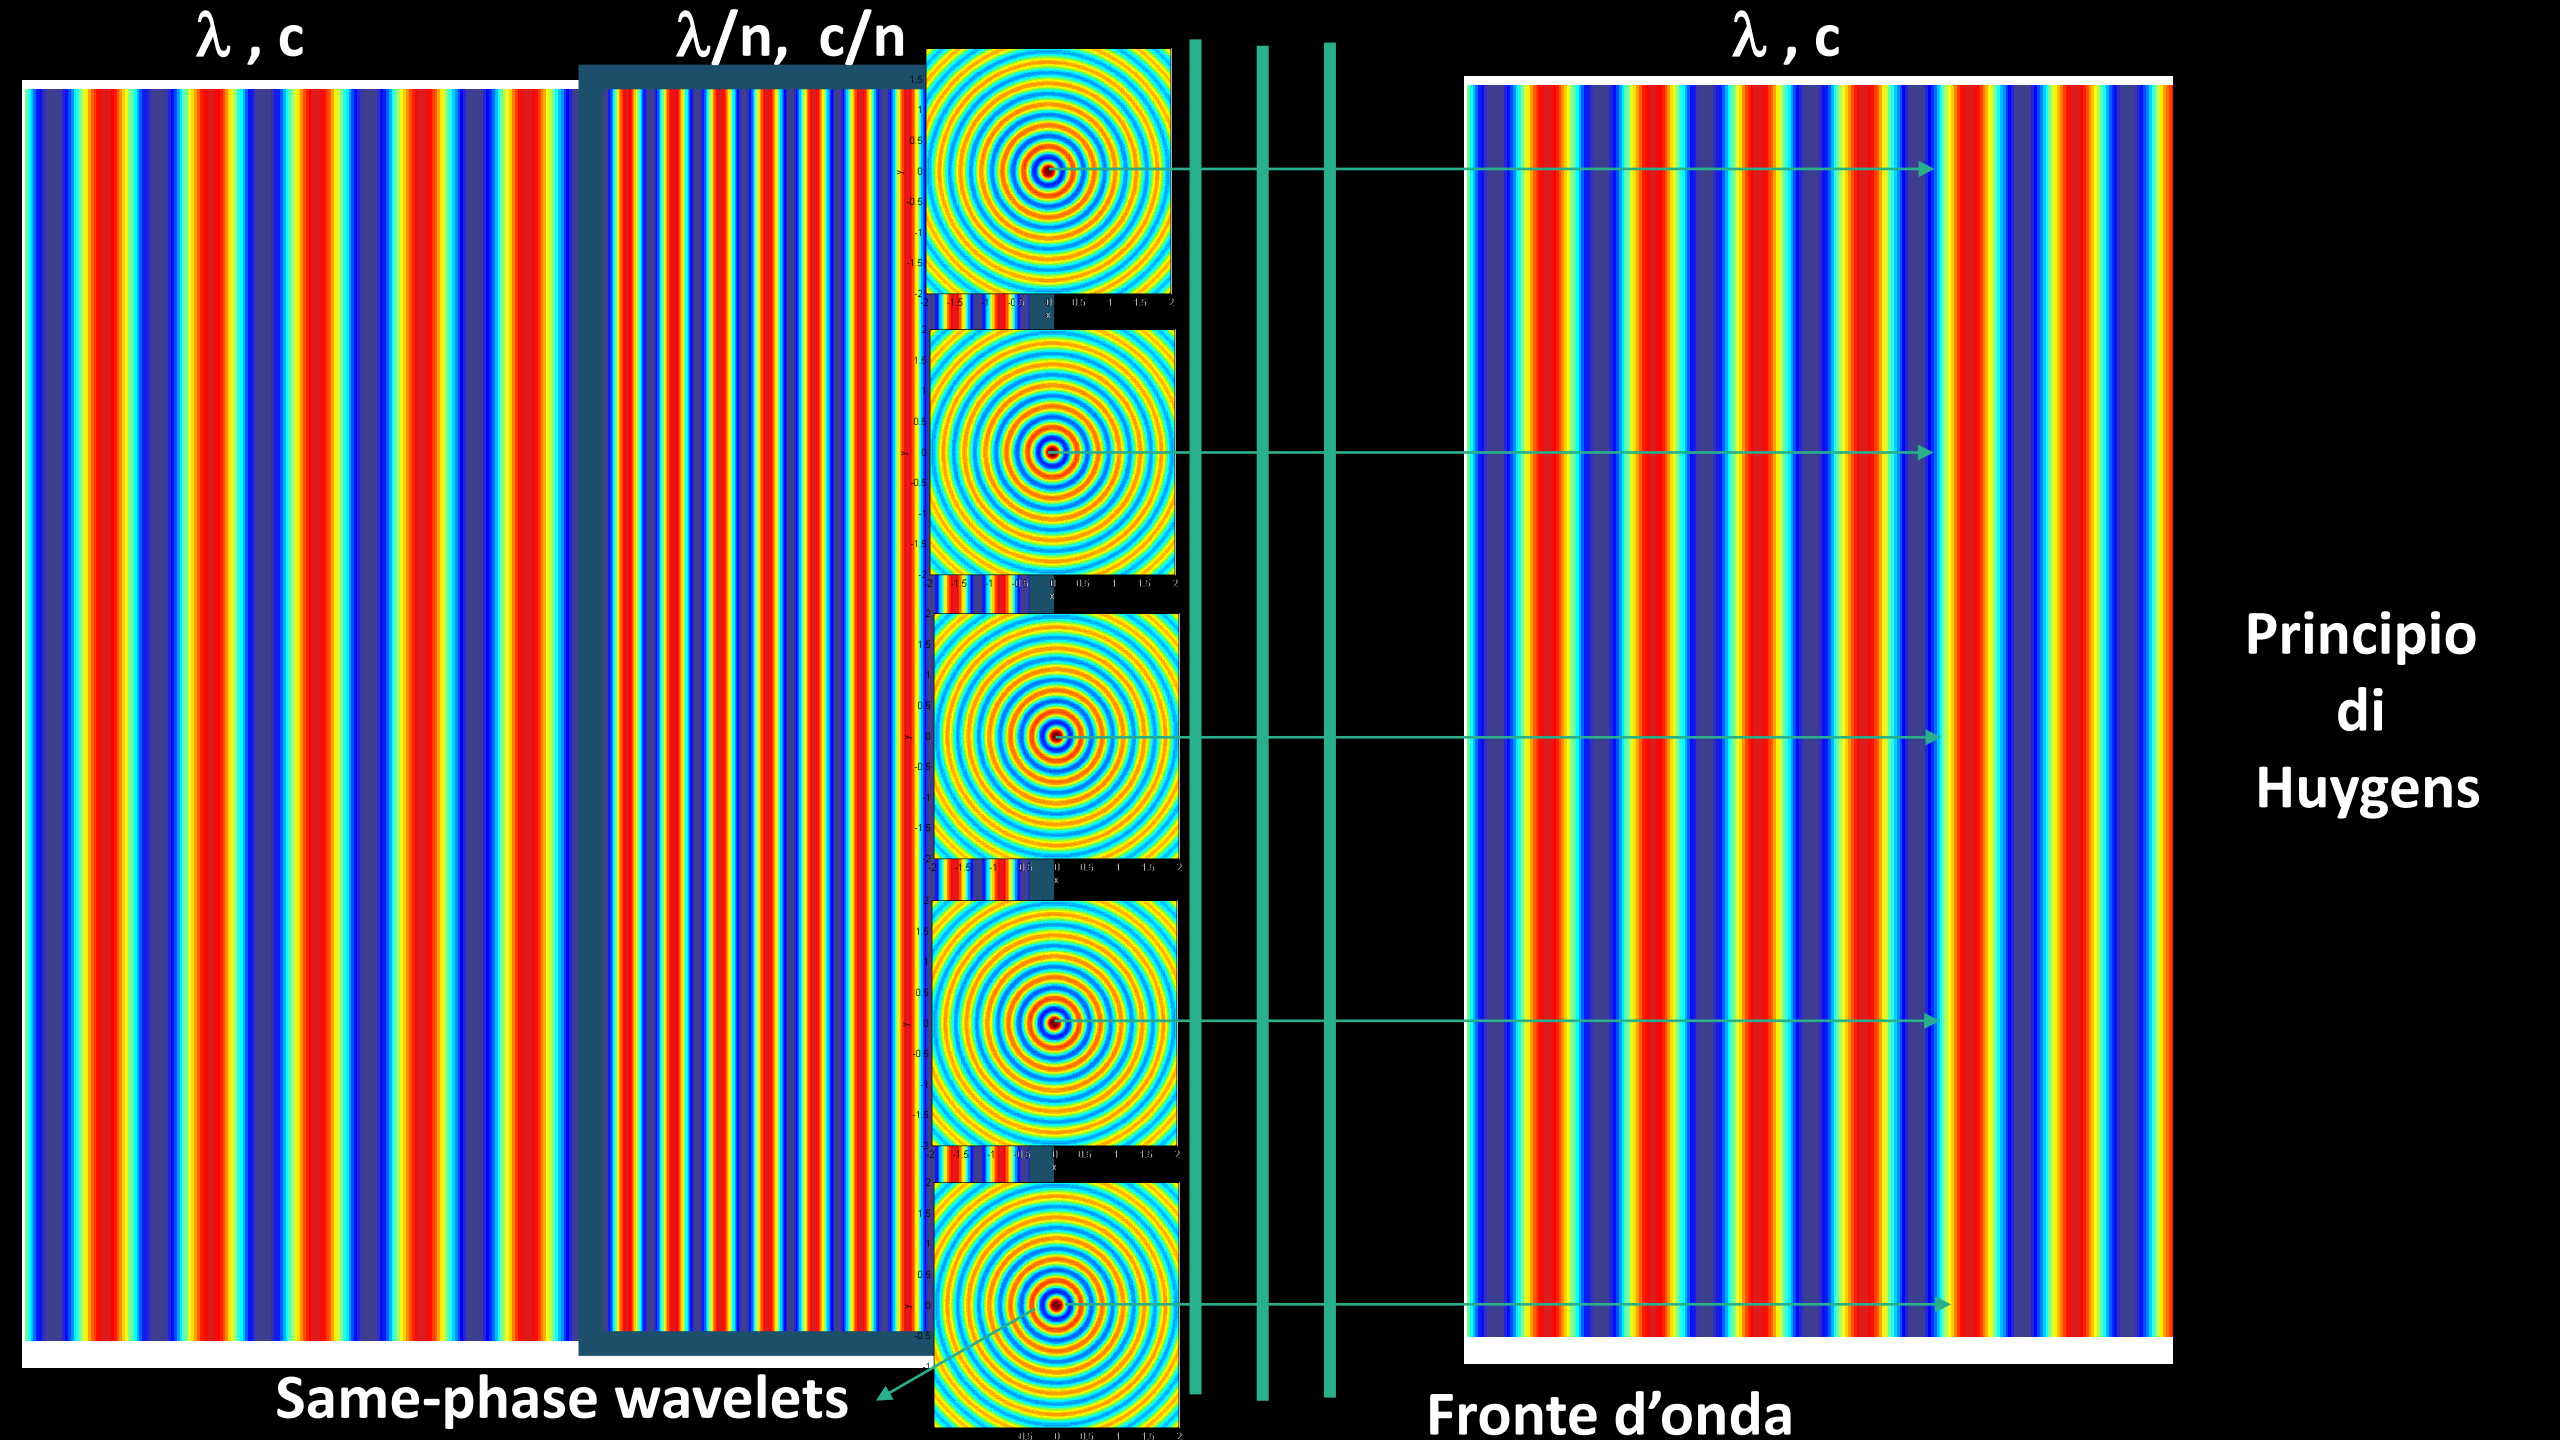 λ , c
λ/n, c/n
λ , c
Principio
di
Huygens
Same-phase wavelets
Fronte d’onda